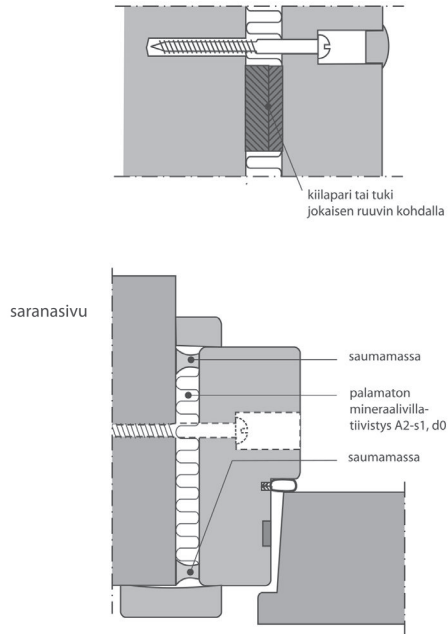 kiilapari tai tuki
jokaisen ruuvin kohdalla
saranasivu
saumamassa
palamaton
mineraalivilla-
tiivistys A2-s1, d0
saumamassa